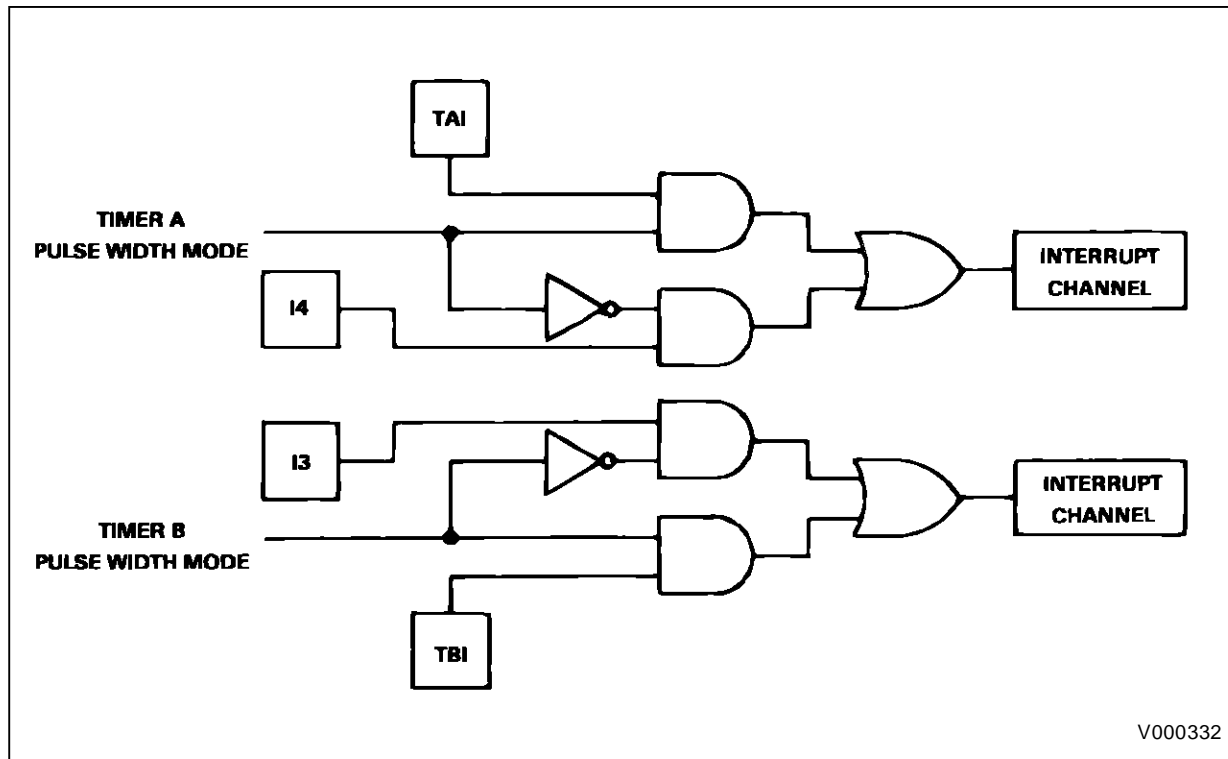 TAI
TIMER A
PULSE WIDTH MODE
I4
INTERRUPT
CHANNEL
I3
TIMER B
PULSE WIDTH MODE
INTERRUPT
CHANNEL
TBI
V000332